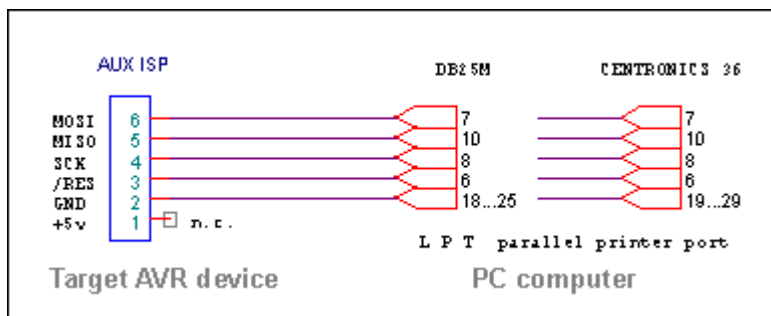 AUX ISP DB25M CENTRONICS 36
MOSI 6 7 7
MISO 5 10 10
SCK 4 8 8
/RES 3 6 6
GND 2 18...25 19...29
+5v 1 n.c.
LPT parallel printer port
Target AVR device PC computer